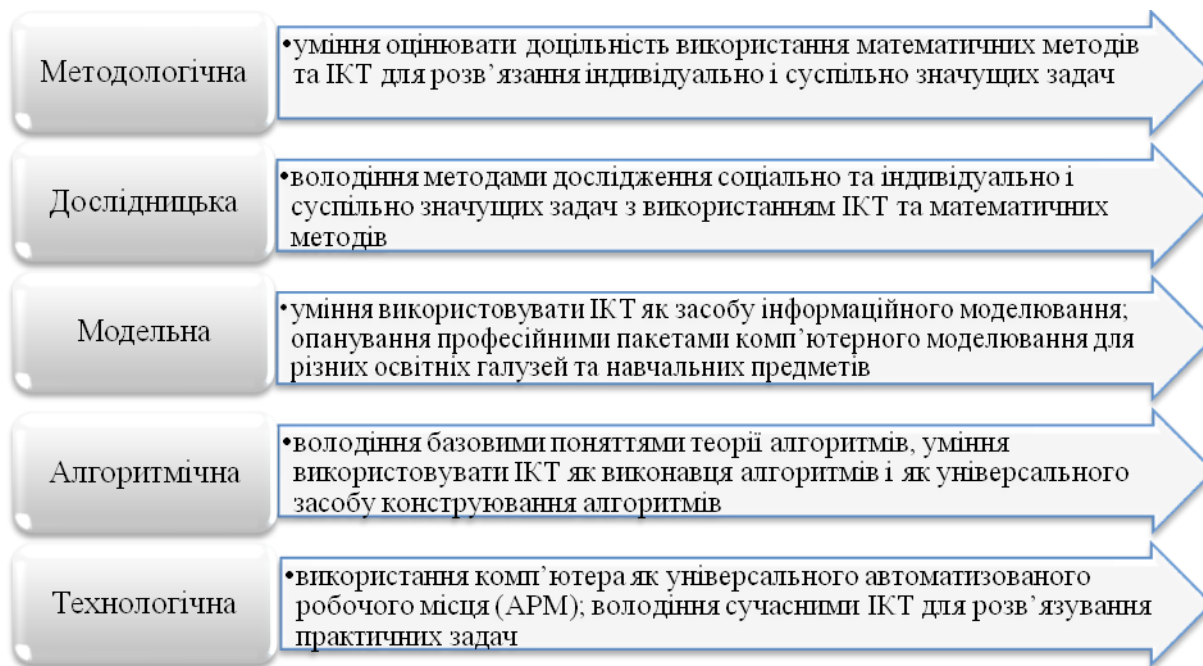 Методологічна
•уміння оцінювати доцільність використання математичних методів
та ІКТ для розв’язання індивідуально і суспільно значущих задач
Дослідницька
•володіння методами дослідження соціально та індивідуально і
суспільно значущих задач з використанням ІКТ та математичних
методів
Модельна
•уміння використовувати ІКТ як засобу інформаційного моделювання;
опанування професійними пакетами комп’ютерного моделювання для
різних освітніх галузей та навчальних предметів
Алгоритмічна
•володіння базовими поняттями теорії алгоритмів, уміння
використовувати ІКТ як виконавця алгоритмів і як універсального
засобу конструювання алгоритмів
Технологічна
•використання комп’ютера як універсального автоматизованого
робочого місця (АРМ); володіння сучасними ІКТ для розв’язування
практичних задач